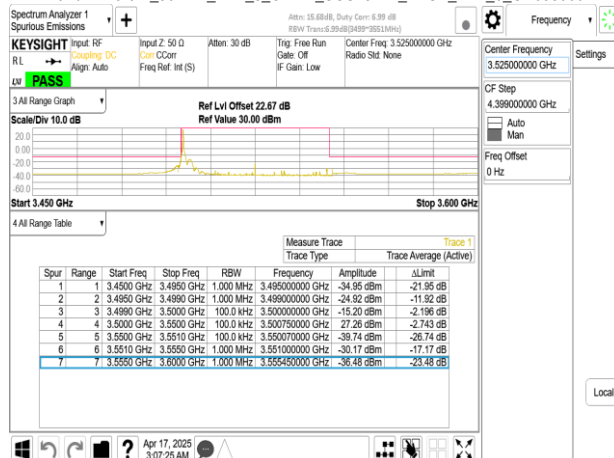 Spectrum Analyzer 1
Spurious Emissions
Attn: 15.68dB, Duty Corr: 6.99 dB
RBW Trans:6.99dB(3499~3551MHz)
Frequency
Settings
KEYSIGHT
RL
LXI
PASS
Input: RF
Coupling: DC
Align: Auto
Input Z: 50 Ω
Corr CCorr
Freq Ref: Int (S)
Atten: 30 dB
Trig: Free Run
Gate: Off
IF Gain: Low
Center Freq: 3.525000000 GHz
Radio Std: None
Center Frequency
3.525000000 GHz
CF Step
4.399000000 GHz
Auto
Man
Freq Offset
0 Hz
Local
3 All Range Graph
Scale/Div 10.0 dB
Ref Lvl Offset 22.67 dB
Ref Value 30.00 dBm
20.0
0.00
-20.0
-40.0
-60.0
Start 3.450 GHz
Stop 3.600 GHz
4 All Range Table
Measure Trace Trace 1
Trace Type Trace Average (Active)
Spur Range Start Freq Stop Freq RBW Frequency Amplitude ΔLimit
1 1 3.4500 GHz 3.4950 GHz 1.000 MHz 3.495000000 GHz -34.95 dBm -21.95 dB
2 2 3.4950 GHz 3.4990 GHz 1.000 MHz 3.499000000 GHz -24.92 dBm -11.92 dB
3 3 3.4990 GHz 3.5000 GHz 100.0 kHz 3.500000000 GHz -15.20 dBm -2.196 dB
4 4 3.5000 GHz 3.5500 GHz 100.0 kHz 3.500750000 GHz 27.26 dBm -2.743 dB
5 5 3.5500 GHz 3.5510 GHz 100.0 kHz 3.550070000 GHz -39.74 dBm -26.74 dB
6 6 3.5510 GHz 3.5550 GHz 1.000 MHz 3.551000000 GHz -30.17 dBm -17.17 dB
7 7 3.5550 GHz 3.6000 GHz 1.000 MHz 3.555450000 GHz -36.48 dBm -23.48 dB
Apr 17, 2025
3:07:25 AM